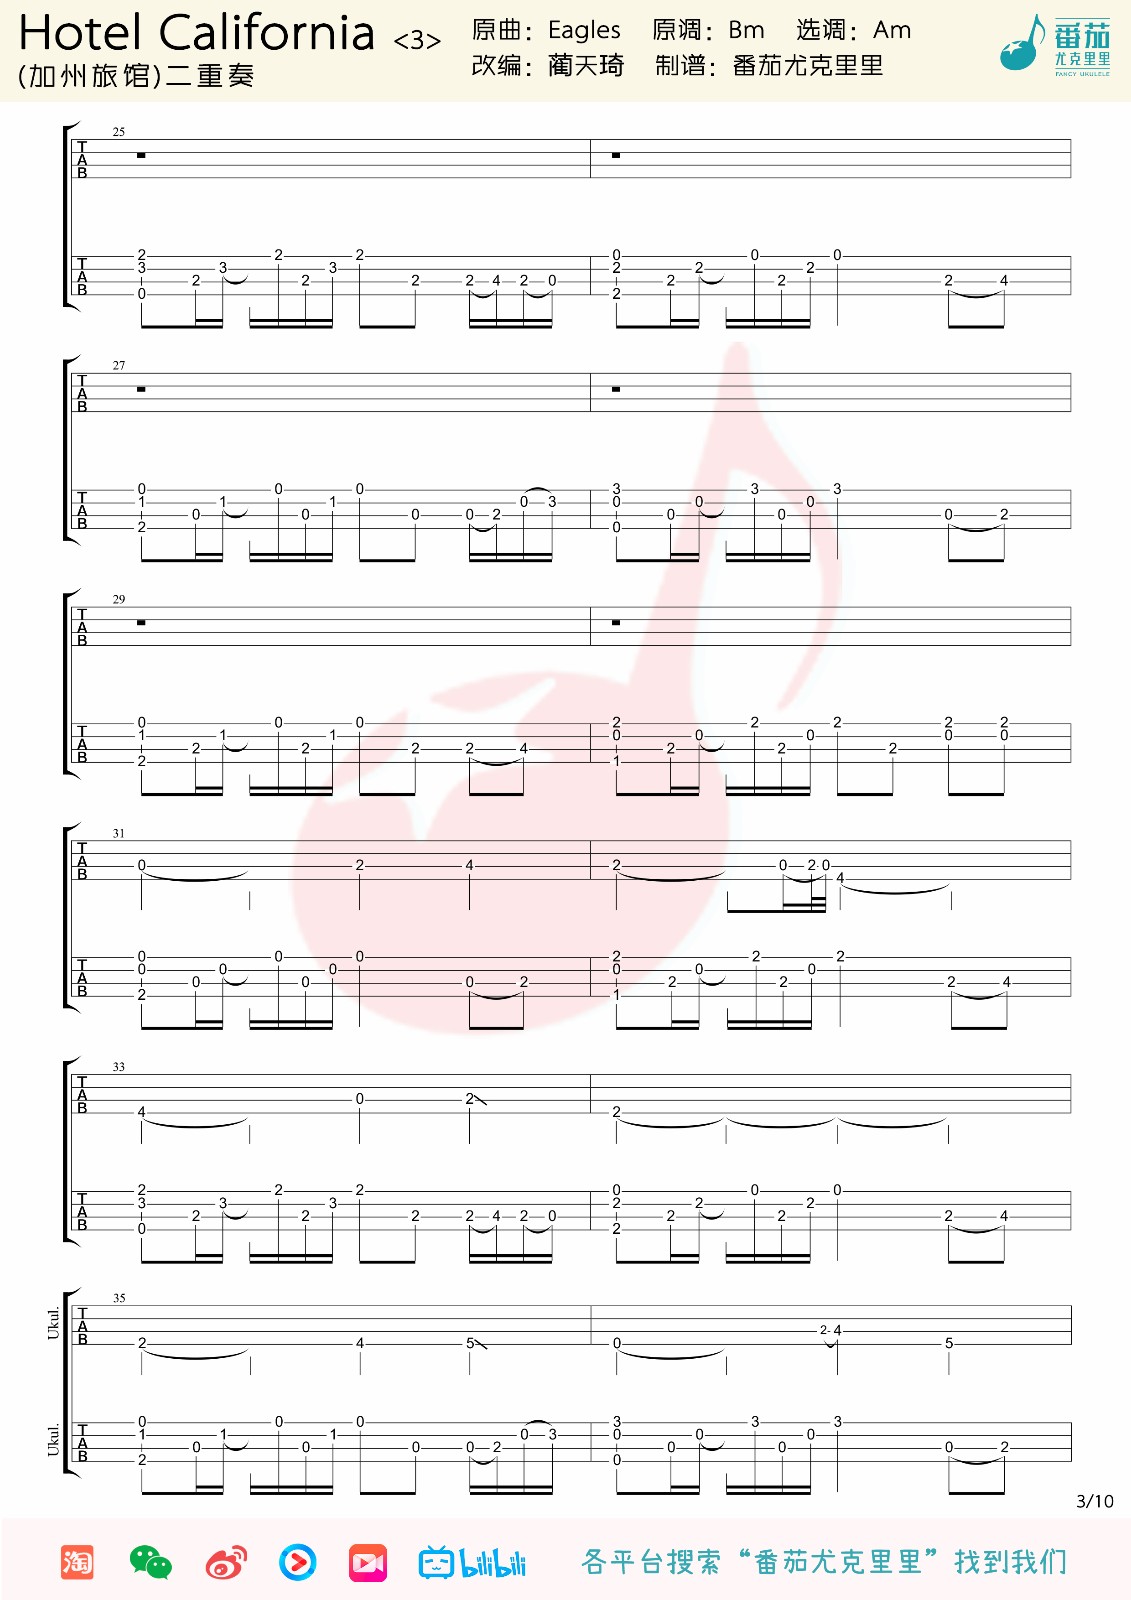 Hotel California <3>
(加州旅馆)二重奏
原曲：Eagles 原调：Bm 选调：Am
改编：蔺天琦 制谱：番茄尤克里里
番茄
尤克里里
FANCY UKULELE
25
TAB
2 3 0 2 3 2 2 3 2 2 2 4 2 0
0 2 2 2 2 0 2 2 0 2 4
27
TAB
0 1 2 0 1 0 0 1 0 0 0 2 0 3
3 0 0 0 0 3 0 0 3 0 2
29
TAB
0 1 2 2 1 0 2 1 0 2 2 4
2 0 1 2 0 2 2 0 2 2 2 0 2 0
31
TAB
0 2 4 2 0 2 0 4
0 0 2 0 0 0 0 0 0 0 2
2 0 1 2 0 2 2 0 2 2 4
33
TAB
4 0 2 2
2 3 0 2 3 2 2 3 2 2 2 4 2 0
0 2 2 2 2 0 2 2 0 2 4
35
Ukul.
TAB
2 4 5 0 2 4 5
Ukul.
TAB
0 1 2 0 1 0 0 1 0 0 0 2 0 3
3 0 0 0 0 3 0 0 3 0 2
3/10
淘
bilibili
各平台搜索“番茄尤克里里”找到我们